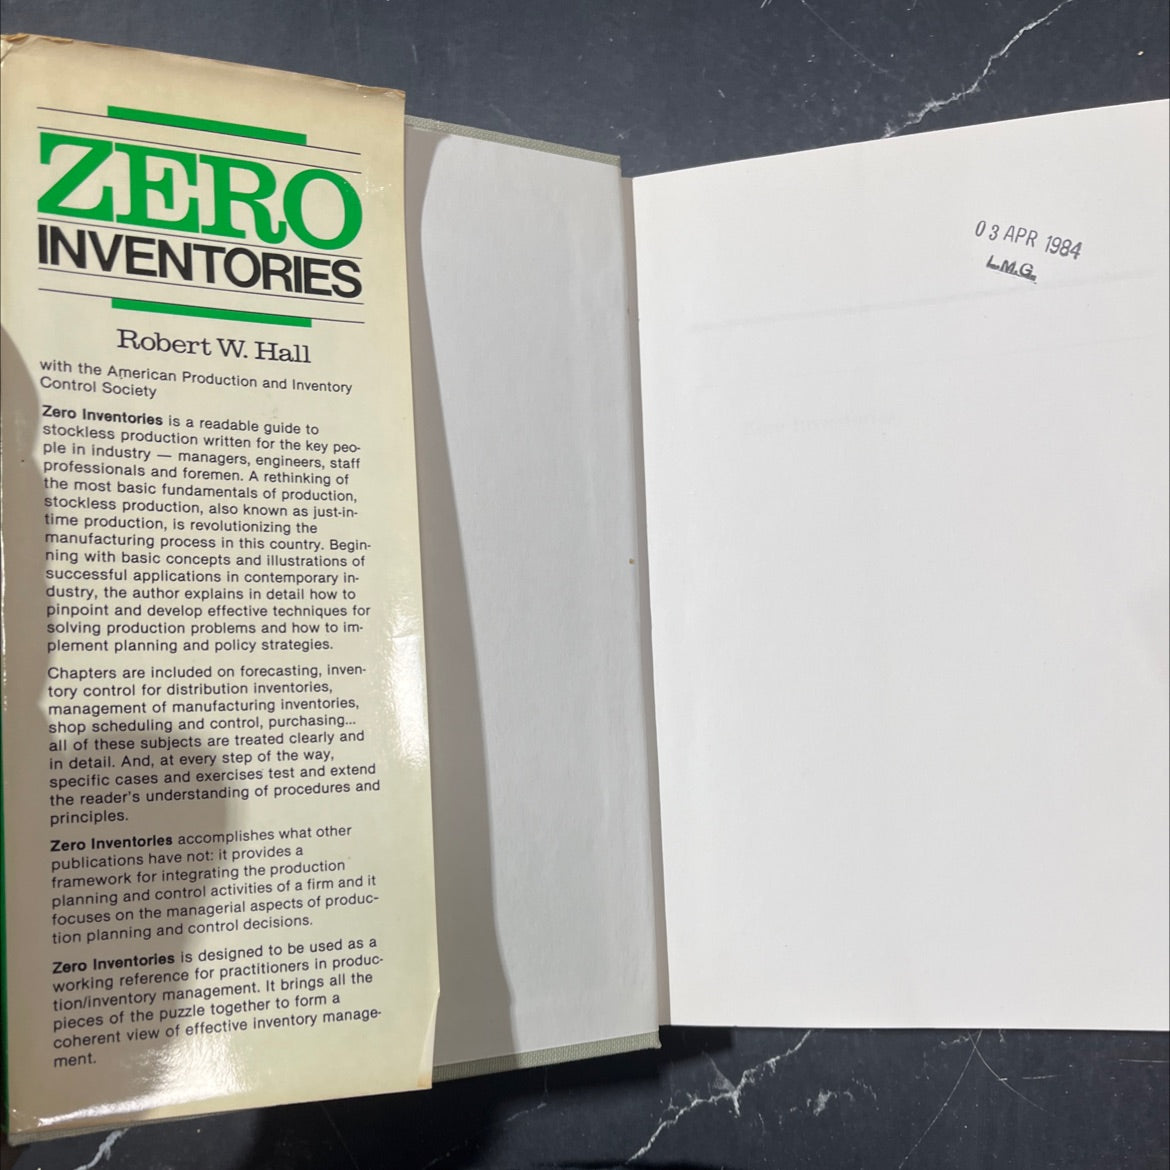 ZERO
INVENTORIES
Robert W. Hall
with the American Production and Inventory
Control Society
Zero Inventories is a readable guide to
stockless production written for the key peo-
ple in industry — managers, engineers, staff
professionals and foremen. A rethinking of
the most basic fundamentals of production,
stockless production, also known as just-in-
time production, is revolutionizing the
manufacturing process in this country. Begin-
ning with basic concepts and illustrations of
successful applications in contemporary in-
dustry, the author explains in detail how to
pinpoint and develop effective techniques for
solving production problems and how to im-
plement planning and policy strategies.
Chapters are included on forecasting, inven-
tory control for distribution inventories,
management of manufacturing inventories,
shop scheduling and control, purchasing...
all of these subjects are treated clearly and
in detail. And, at every step of the way,
specific cases and exercises test and extend
the reader's understanding of procedures and
principles.
Zero Inventories accomplishes what other
publications have not: it provides a
framework for integrating the production
planning and control activities of a firm and it
focuses on the managerial aspects of produc-
tion planning and control decisions.
Zero Inventories is designed to be used as a
working reference for practitioners in produc-
tion/inventory management. It brings all the
pieces of the puzzle together to form a
coherent view of effective inventory manage-
ment.
03 APR 1984
L.M.G.